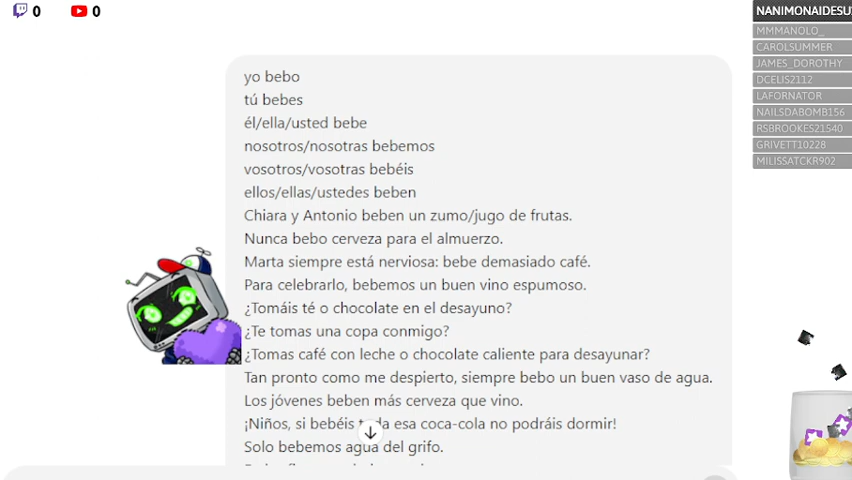 0
0
NANIMONAIDESU
MMMANOLO_
CAROLSUMMER
JAMES_DOROTHY
DCELIS2112
LAFORNATOR
NAILSDABOMB156
RSBROOKES21540
GRIVETT10228
MILISSATCKR902
yo bebo
tú bebes
él/ella/usted bebe
nosotros/nosotras bebemos
vosotros/vosotras bebéis
ellos/ellas/ustedes beben
Chiara y Antonio beben un zumo/jugo de frutas.
Nunca bebo cerveza para el almuerzo.
Marta siempre está nerviosa: bebe demasiado café.
Para celebrarlo, bebemos un buen vino espumoso.
¿Tomáis té o chocolate en el desayuno?
¿Te tomas una copa conmigo?
¿Tomas café con leche o chocolate caliente para desayunar?
Tan pronto como me despierto, siempre bebo un buen vaso de agua.
Los jóvenes beben más cerveza que vino.
¡Niños, si bebéis toda esa coca-cola no podráis dormir!
Solo bebemos agua del grifo.